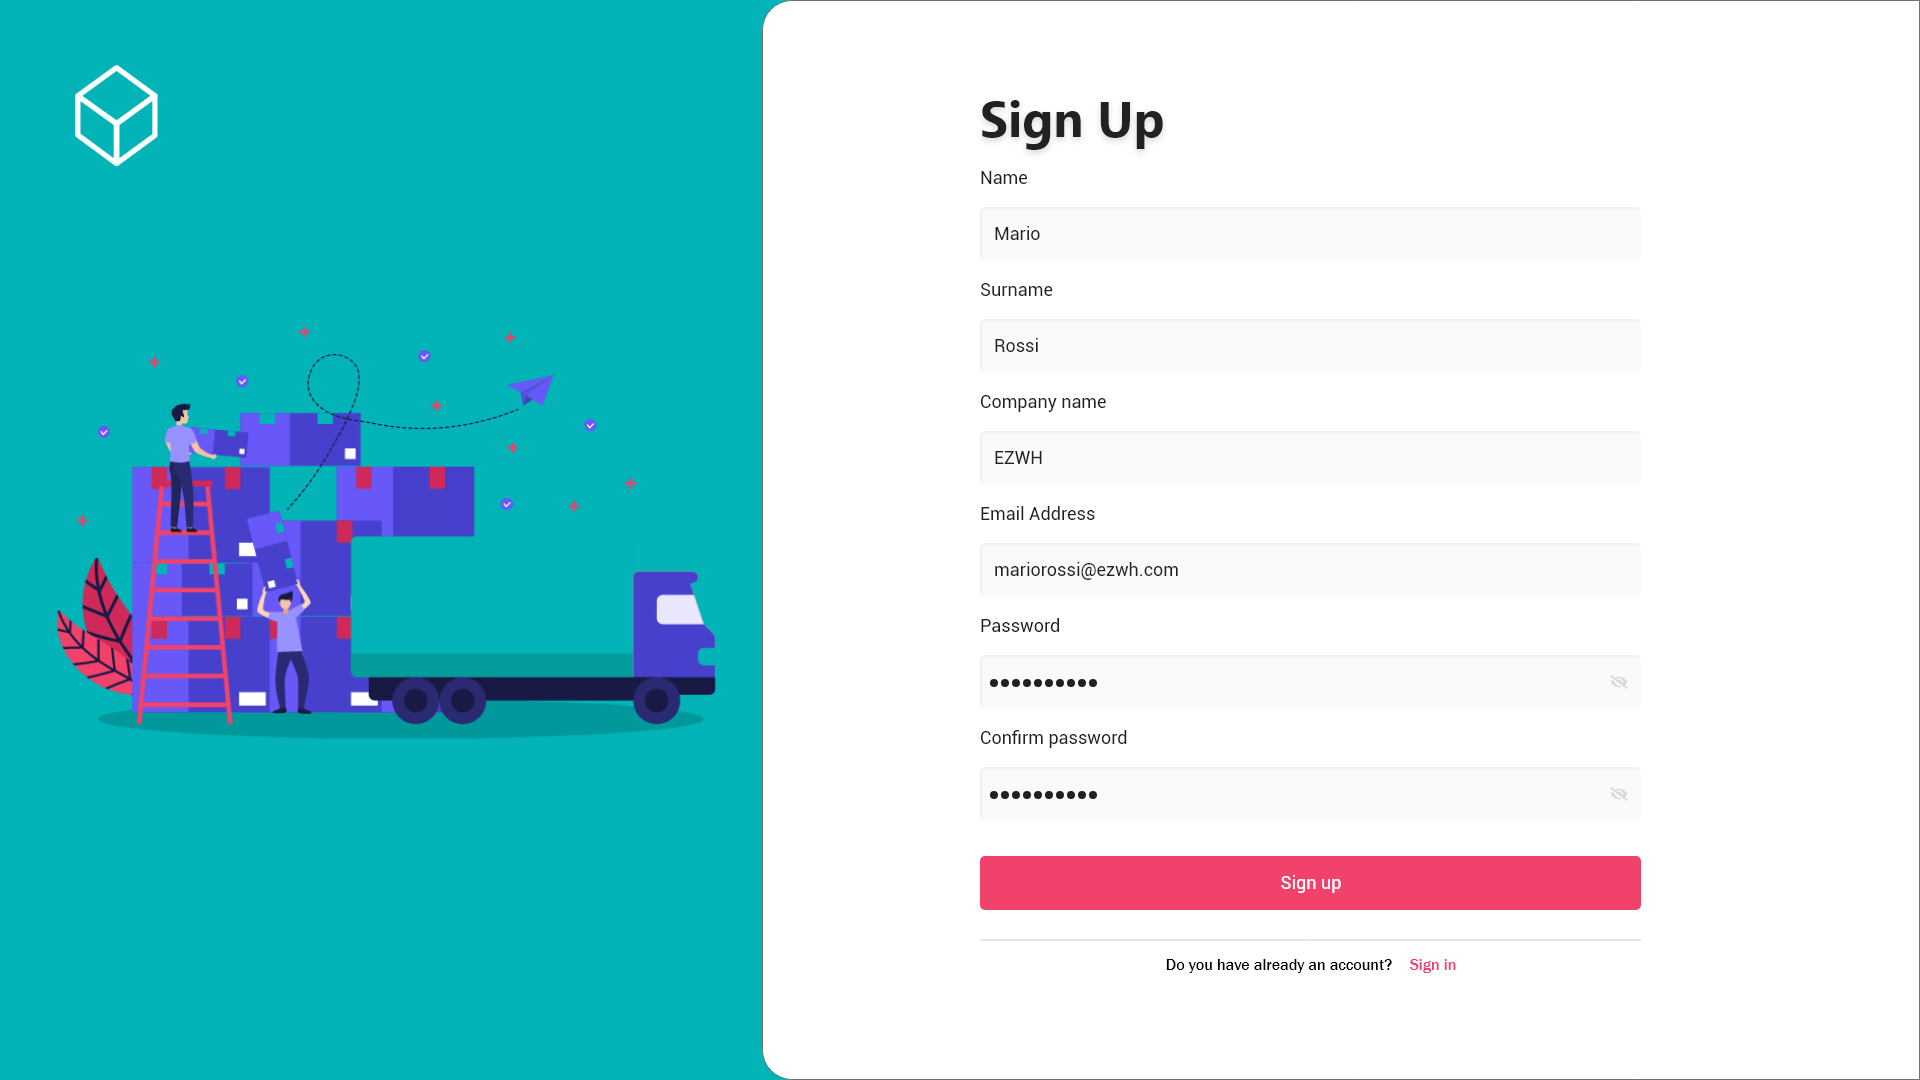 Sign Up
Name
Mario
Surname
Rossi
Company name
EZWH
Email Address
mariorossi@ezwh.com
Password
●●●●●●●●●●
Confirm password
●●●●●●●●●●
Sign up
Do you have already an account? Sign in